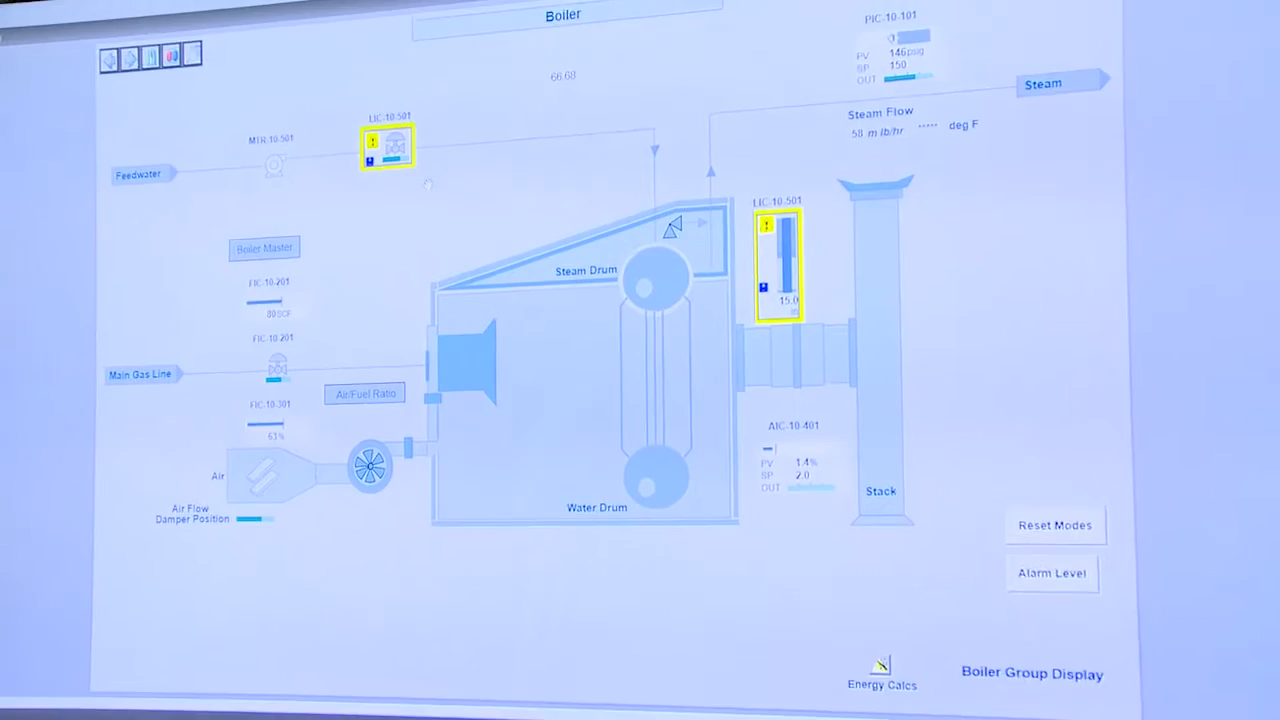 Boiler
66.68
PIC-10-101
PV 146 psig
SP 150
OUT
Steam
Steam Flow
58 m lb/hr ----- deg F
LIC-10-501
MTR-10-501
Feedwater
LIC-10-501
15.0
in
Boiler Master
FIC-10-201
80 SCF
FIC-10-201
Main Gas Line
Air/Fuel Ratio
FIC-10-301
63 %
Air
Air Flow
Damper Position
Steam Drum
Water Drum
AIC-10-401
PV 1.4%
SP 2.0
OUT
Stack
Reset Modes
Alarm Level
Energy Calcs
Boiler Group Display